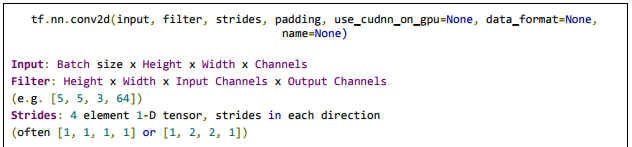 tf.nn.conv2d(input, filter, strides, padding, use_cudnn_on_gpu=None, data_format=None,
name=None)
Input: Batch size x Height x Width x Channels
Filter: Height x Width x Input Channels x Output Channels
(e.g. [5, 5, 3, 64])
Strides: 4 element 1-D tensor, strides in each direction
(often [1, 1, 1, 1] or [1, 2, 2, 1])